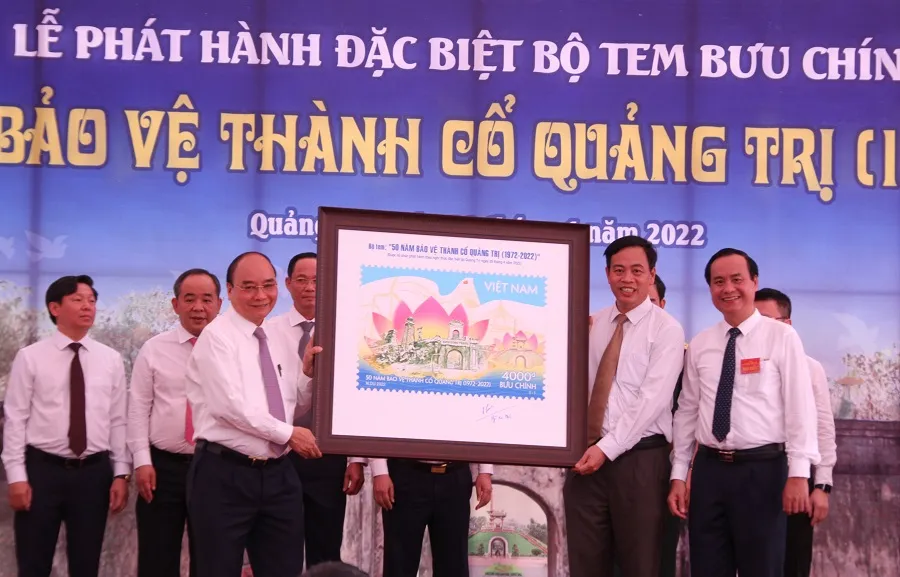 LỄ PHÁT HÀNH ĐẶC BIỆT BỘ TEM BƯU CHÍN
BẢO VỆ THÀNH CỔ QUẢNG TRỊ (1
Quảng 2022
Bộ tem: "50 NĂM BẢO VỆ THÀNH CỔ QUẢNG TRỊ (1972-2022)"
VIỆT NAM
50 NĂM BẢO VỆ THÀNH CỔ QUẢNG TRỊ (1972-2022)
4000đ
BƯU CHÍNH